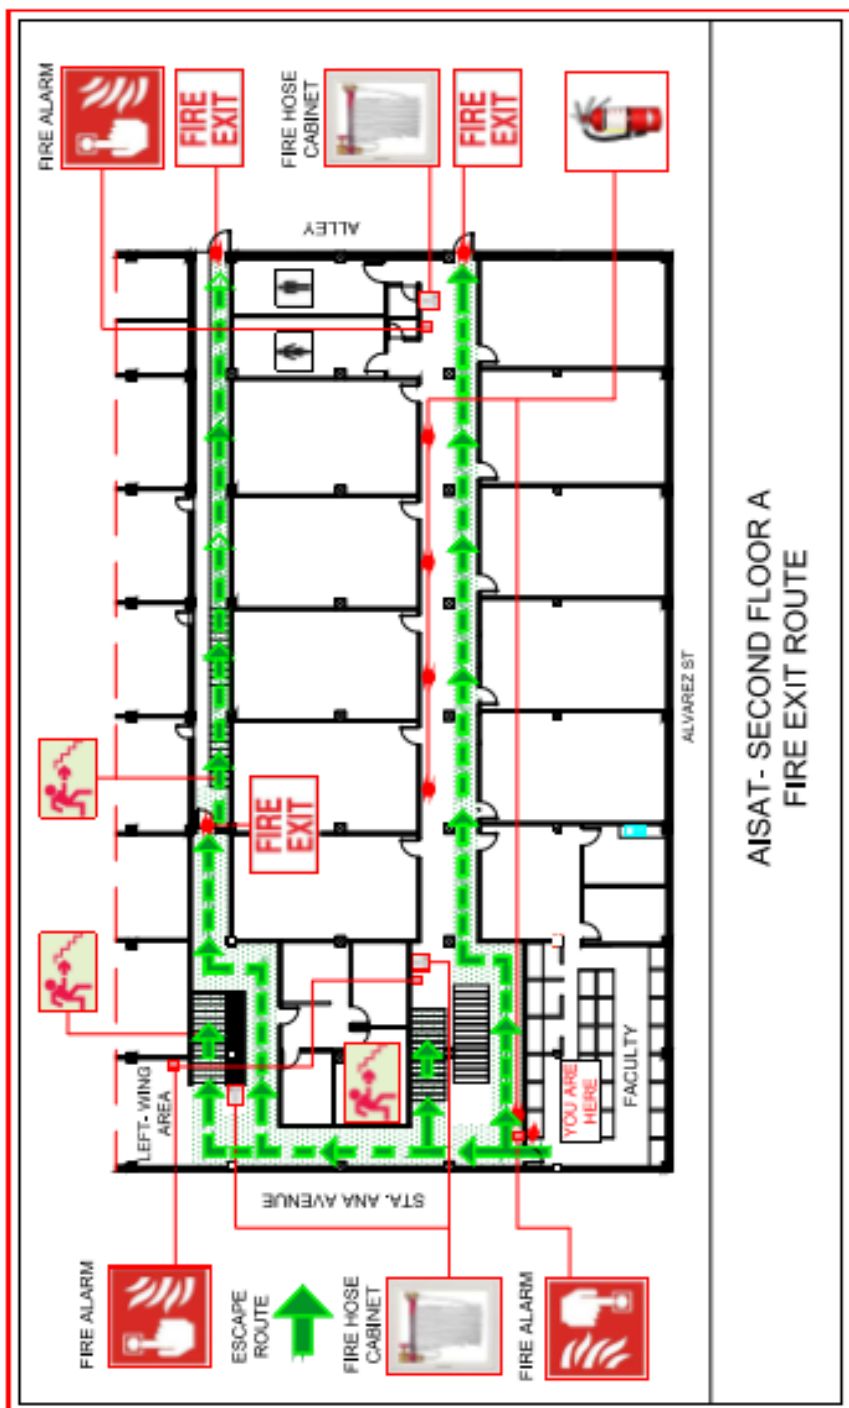 FIRE ALARM
FIRE
EXIT
FIRE HOSE
CABINET
FIRE
EXIT
ALLEY
FIRE
EXIT
LEFT- WING
AREA
YOU ARE
HERE
FACULTY
STA. ANA AVENUE
ALVAREZ ST
FIRE ALARM
ESCAPE
ROUTE
FIRE HOSE
CABINET
FIRE ALARM
AISAT- SECOND FLOOR A
FIRE EXIT ROUTE